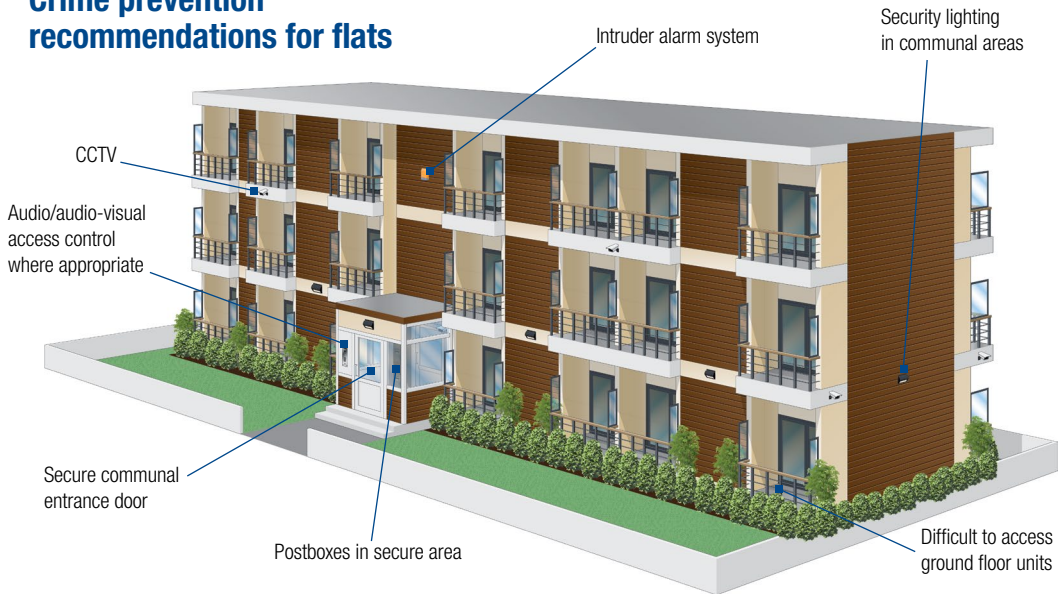 Crime prevention
recommendations for flats
Intruder alarm system
Security lighting
in communal areas
CCTV
Audio/audio-visual
access control
where appropriate
Secure communal
entrance door
Postboxes in secure area
Difficult to access
ground floor units